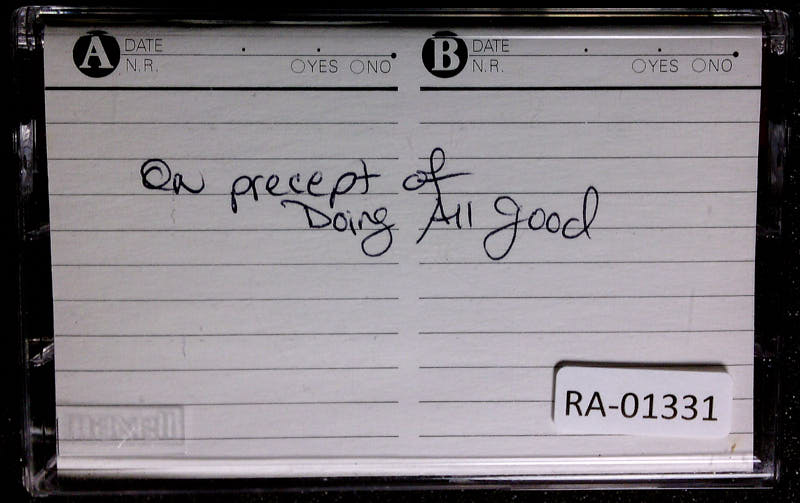 A DATE
N.R. YES NO
B DATE
N.R. YES NO
On precept of
Doing All good
RA-01331
maxell